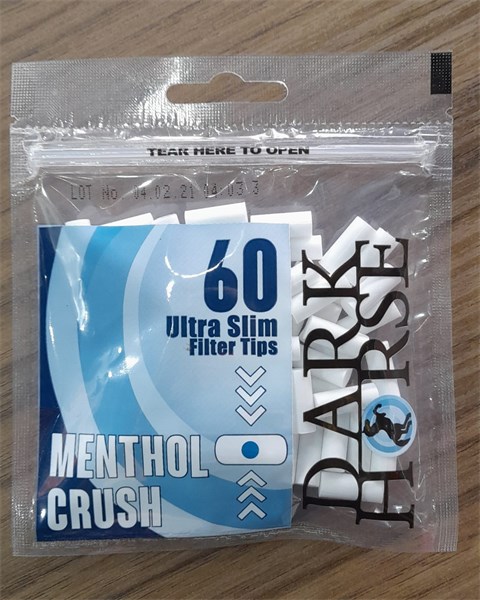 TEAR HERE TO OPEN
LOT No 04.02.21 04.03 3
60
Ultra Slim
Filter Tips
MENTHOL
CRUSH
DARK
HORSE